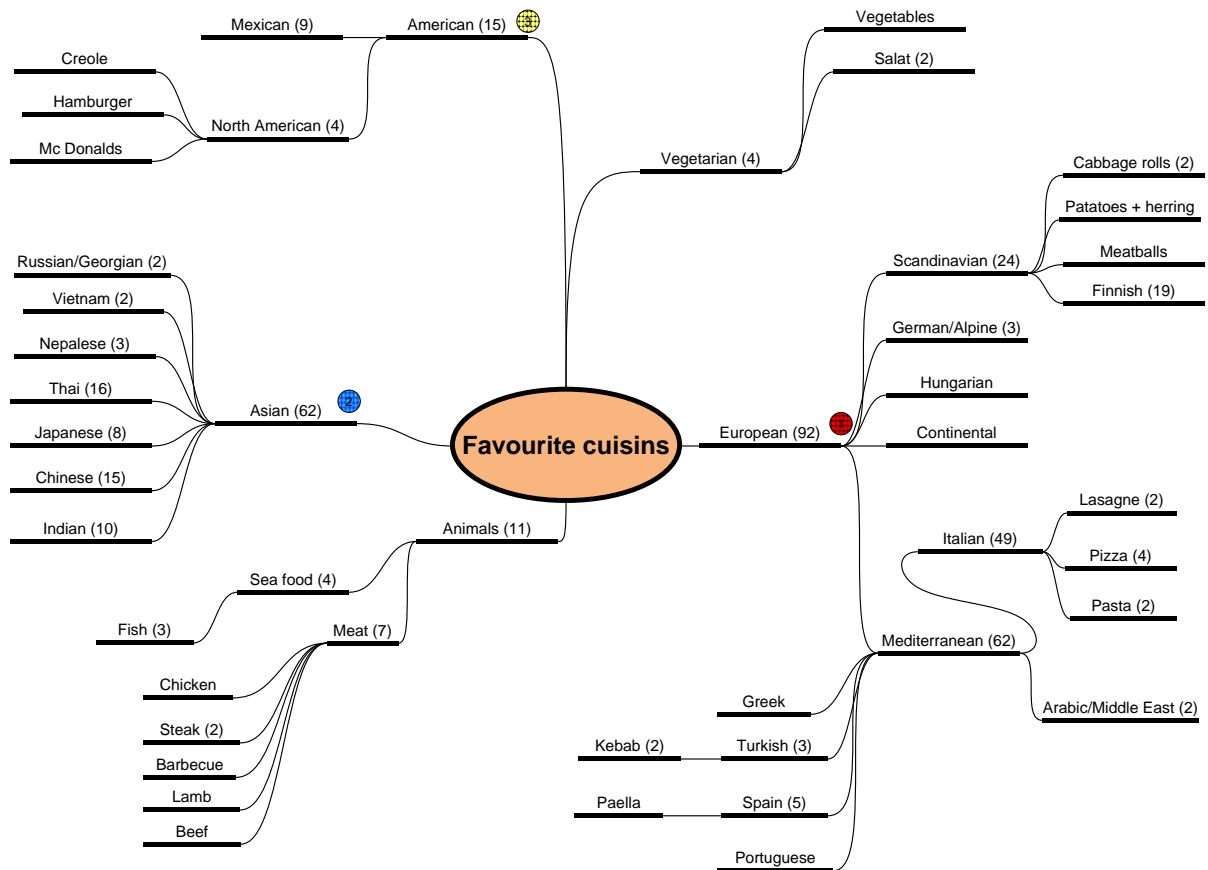 Mexican (9)
American (15)
3
Creole
Hamburger
North American (4)
Mc Donalds
Vegetables
Salat (2)
Vegetarian (4)
Cabbage rolls (2)
Patatoes + herring
Scandinavian (24)
Meatballs
Finnish (19)
German/Alpine (3)
Hungarian
European (92)
1
Continental
Russian/Georgian (2)
Vietnam (2)
Nepalese (3)
Thai (16)
Asian (62)
2
Japanese (8)
Chinese (15)
Indian (10)
Favourite cuisins
Animals (11)
Sea food (4)
Fish (3)
Meat (7)
Chicken
Steak (2)
Barbecue
Lamb
Beef
Lasagne (2)
Italian (49)
Pizza (4)
Pasta (2)
Mediterranean (62)
Arabic/Middle East (2)
Greek
Kebab (2)
Turkish (3)
Paella
Spain (5)
Portuguese